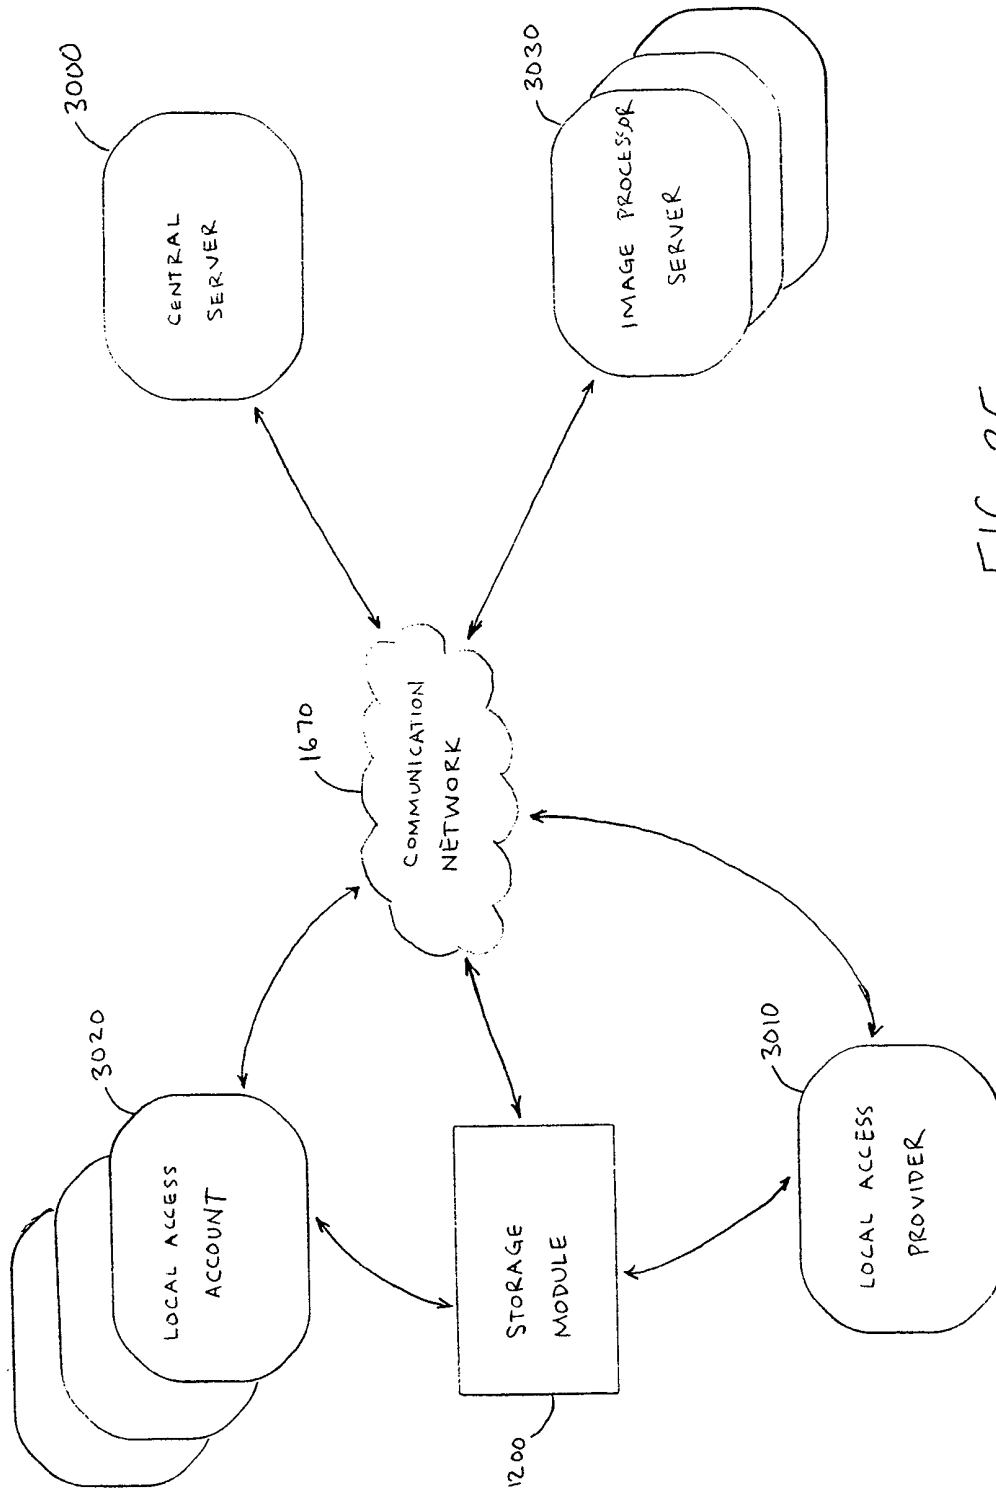 3020
LOCAL ACCESS
ACCOUNT
3000
CENTRAL
SERVER
1670
COMMUNICATION
NETWORK
1200
STORAGE
MODULE
3030
IMAGE PROCESSOR
SERVER
3010
LOCAL ACCESS
PROVIDER
FIG